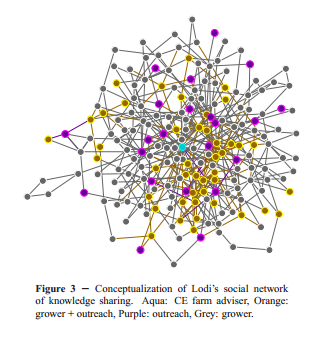 Figure 3 – Conceptualization of Lodi's social network
of knowledge sharing. Aqua: CE farm adviser, Orange:
grower + outreach, Purple: outreach, Grey: grower.